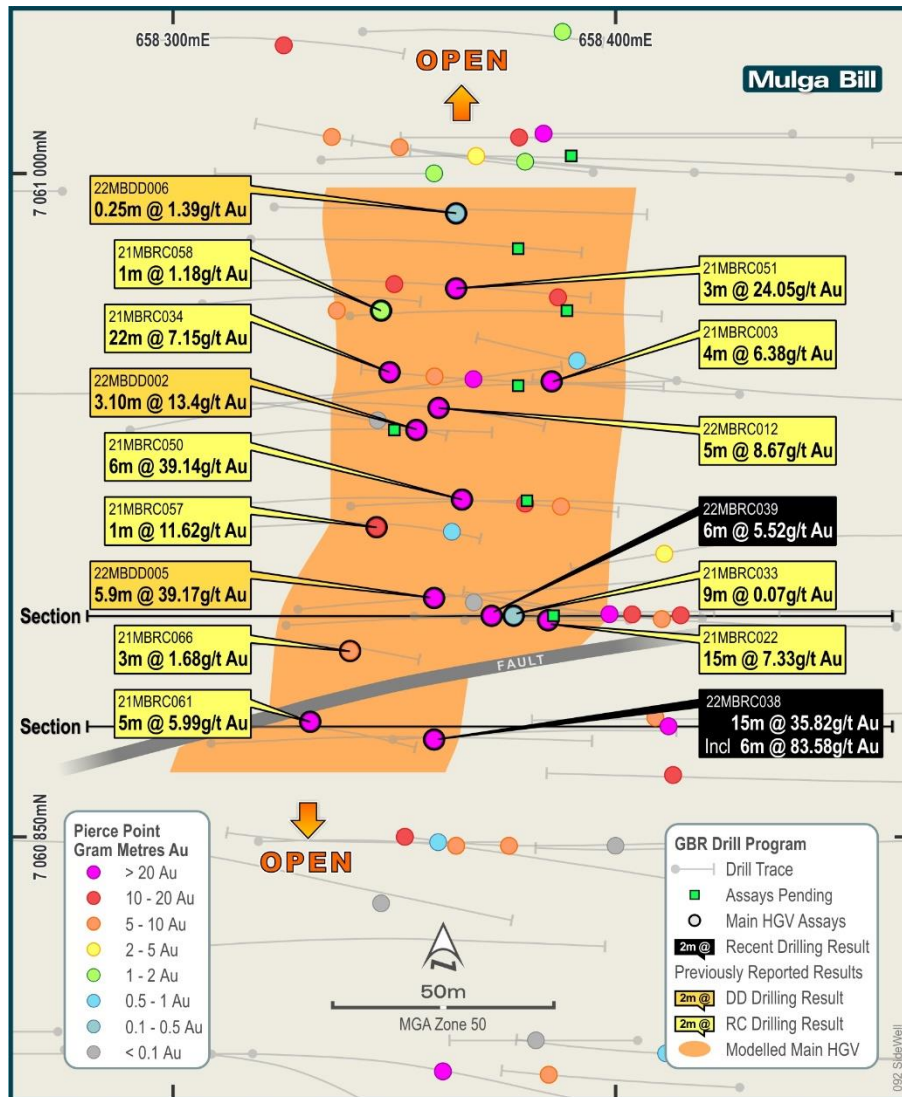 658 300mE
658 400mE
OPEN
Mulga Bill
7 061 000mN
22MBDD006
0.25m @ 1.39g/t Au
21MBRC058
1m @ 1.18g/t Au
21MBRC034
22m @ 7.15g/t Au
22MBDD002
3.10m @ 13.4g/t Au
21MBRC050
6m @ 39.14g/t Au
21MBRC057
1m @ 11.62g/t Au
22MBDD005
5.9m @ 39.17g/t Au
Section
21MBRC066
3m @ 1.68g/t Au
21MBRC061
5m @ 5.99g/t Au
Section
21MBRC051
3m @ 24.05g/t Au
21MBRC003
4m @ 6.38g/t Au
22MBRC012
5m @ 8.67g/t Au
22MBRC039
6m @ 5.52g/t Au
21MBRC033
9m @ 0.07g/t Au
21MBRC022
15m @ 7.33g/t Au
FAULT
22MBRC038
15m @ 35.82g/t Au
Incl 6m @ 83.58g/t Au
7 060 850mN
OPEN
Pierce Point
Gram Metres Au
> 20 Au
10 - 20 Au
5 - 10 Au
2 - 5 Au
1 - 2 Au
0.5 - 1 Au
0.1 - 0.5 Au
< 0.1 Au
N
50m
MGA Zone 50
GBR Drill Program
Drill Trace
Assays Pending
Main HGV Assays
2m @ Recent Drilling Result
Previously Reported Results
2m @ DD Drilling Result
2m @ RC Drilling Result
Modelled Main HGV
092 SideWell